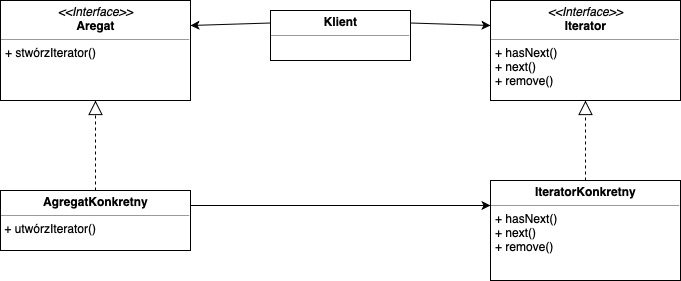 <<Interface>>
Aregat
+ stwórzIterator()
Klient
<<Interface>>
Iterator
+ hasNext()
+ next()
+ remove()
AgregatKonkretny
+ utwórzIterator()
IteratorKonkretny
+ hasNext()
+ next()
+ remove()